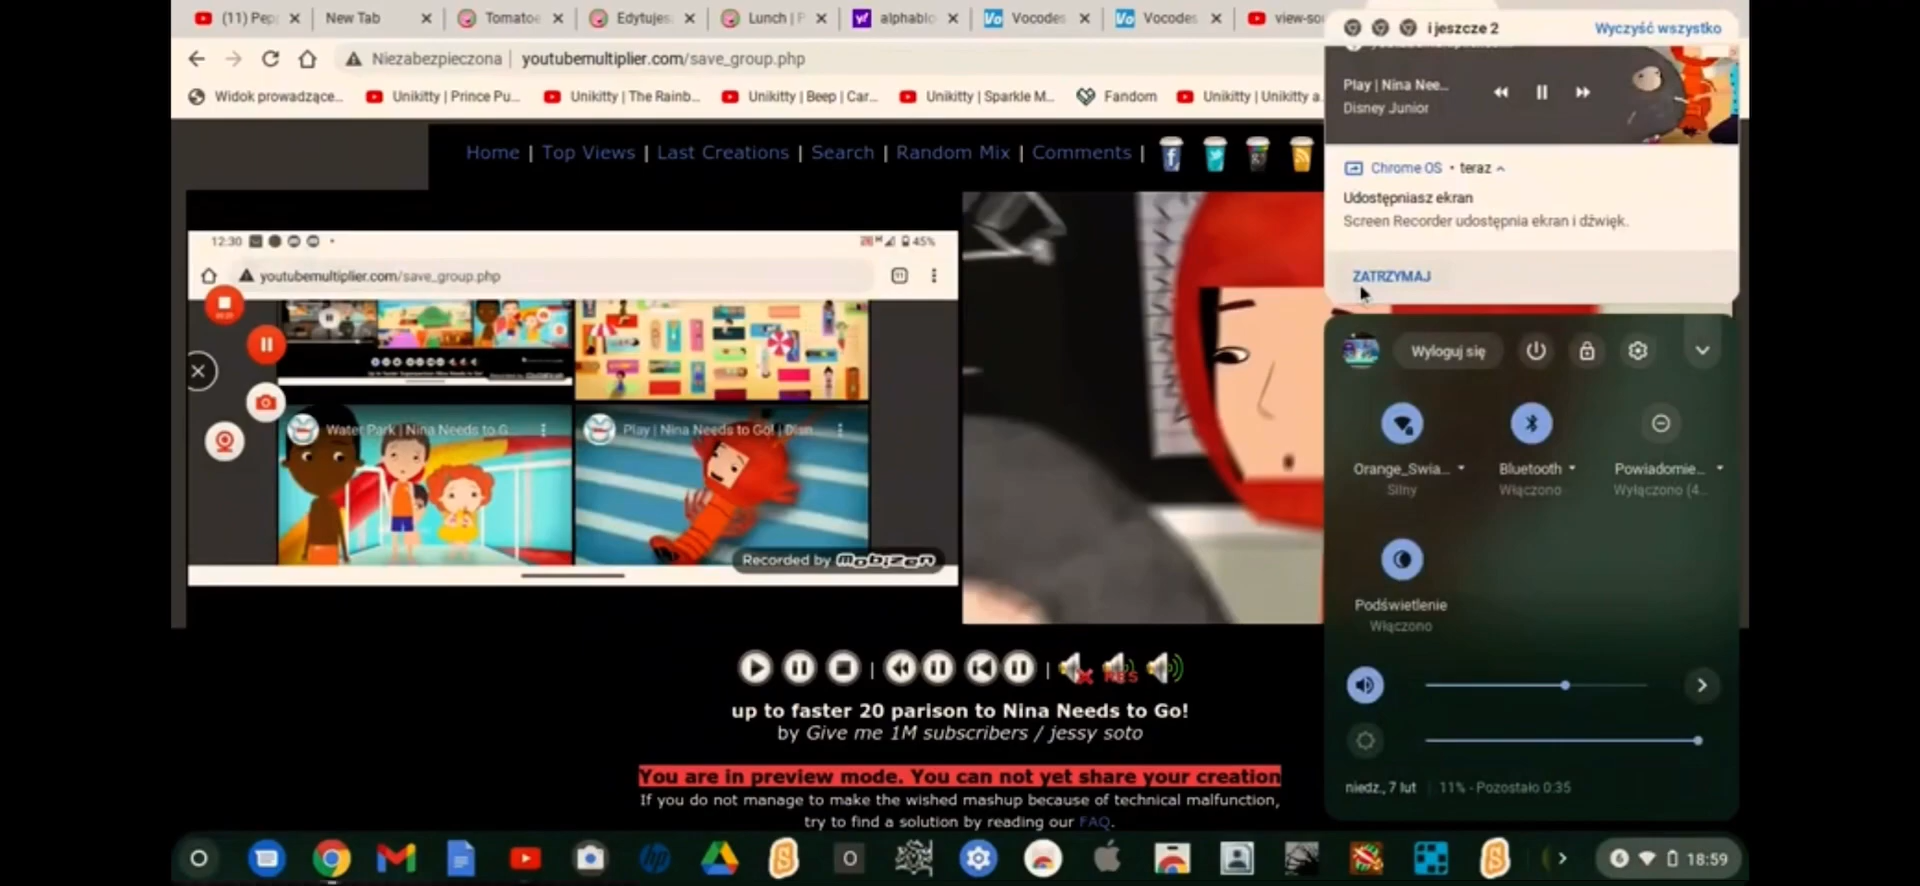 (11) Pep
New Tab
Tomatoe
Edytujes
Lunch | P
alphablo
Vocodes
Vocodes
view-sou
Niezabezpieczona | youtubemultiplier.com/save_group.php
Widok prowadzące...
Unikitty | Prince Pu...
Unikitty | The Rainb...
Unikitty | Beep | Car...
Unikitty | Sparkle M...
Fandom
Unikitty | Unikitty a
Home | Top Views | Last Creations | Search | Random Mix | Comments |
12:30
45%
youtubemultiplier.com/save_group.php
Water Park | Nina Needs to G
Play | Nina Needs to Go! | Disn
Recorded by mobizen
i jeszcze 2
Wyczyść wszystko
Play | Nina Nee...
Disney Junior
Chrome OS • teraz
Udostępniasz ekran
Screen Recorder udostępnia ekran i dźwięk.
ZATRZYMAJ
Wyloguj się
Orange_Swia...
Silny
Bluetooth
Włączono
Powiadomie...
Wyłączono (4...
Podświetlenie
Włączono
niedz., 7 lut | 11% - Pozostało 0:35
RES
up to faster 20 parison to Nina Needs to Go!
by Give me 1M subscribers / jessy soto
You are in preview mode. You can not yet share your creation
If you do not manage to make the wished mashup because of technical malfunction,
try to find a solution by reading our FAQ.
18:59